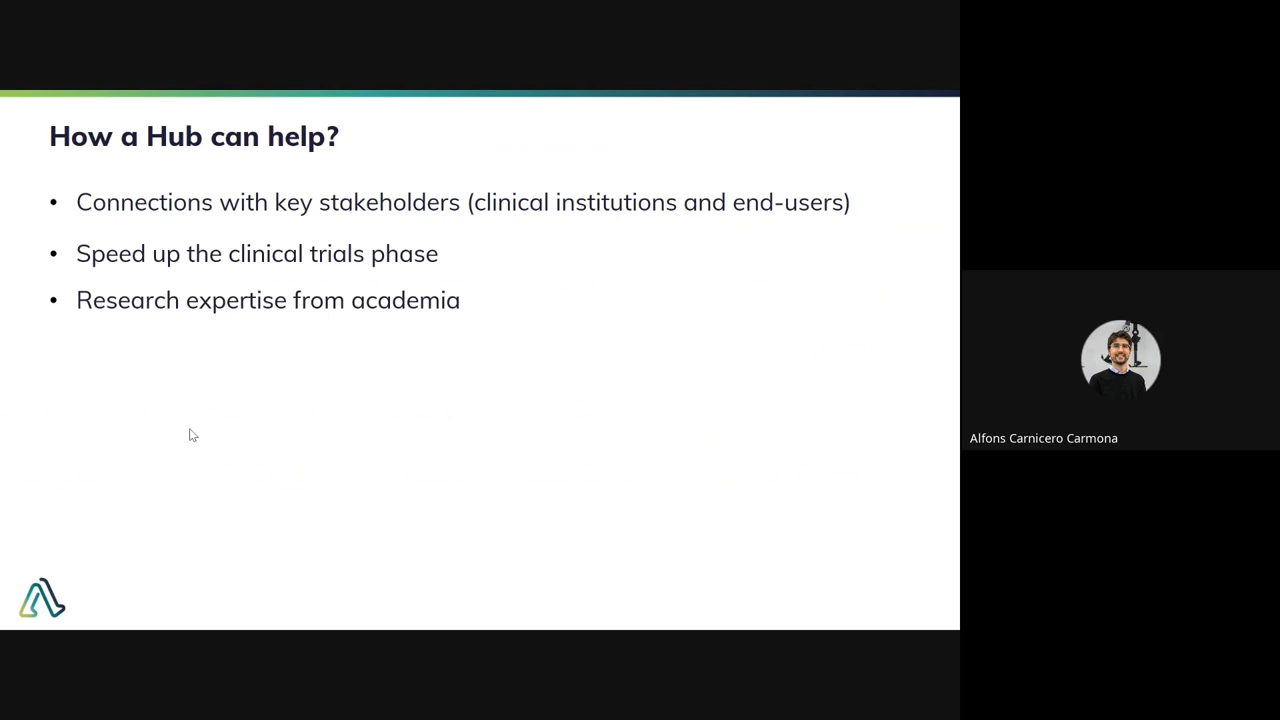 How a Hub can help?
• Connections with key stakeholders (clinical institutions and end-users)
• Speed up the clinical trials phase
• Research expertise from academia
Alfons Carnicero Carmona